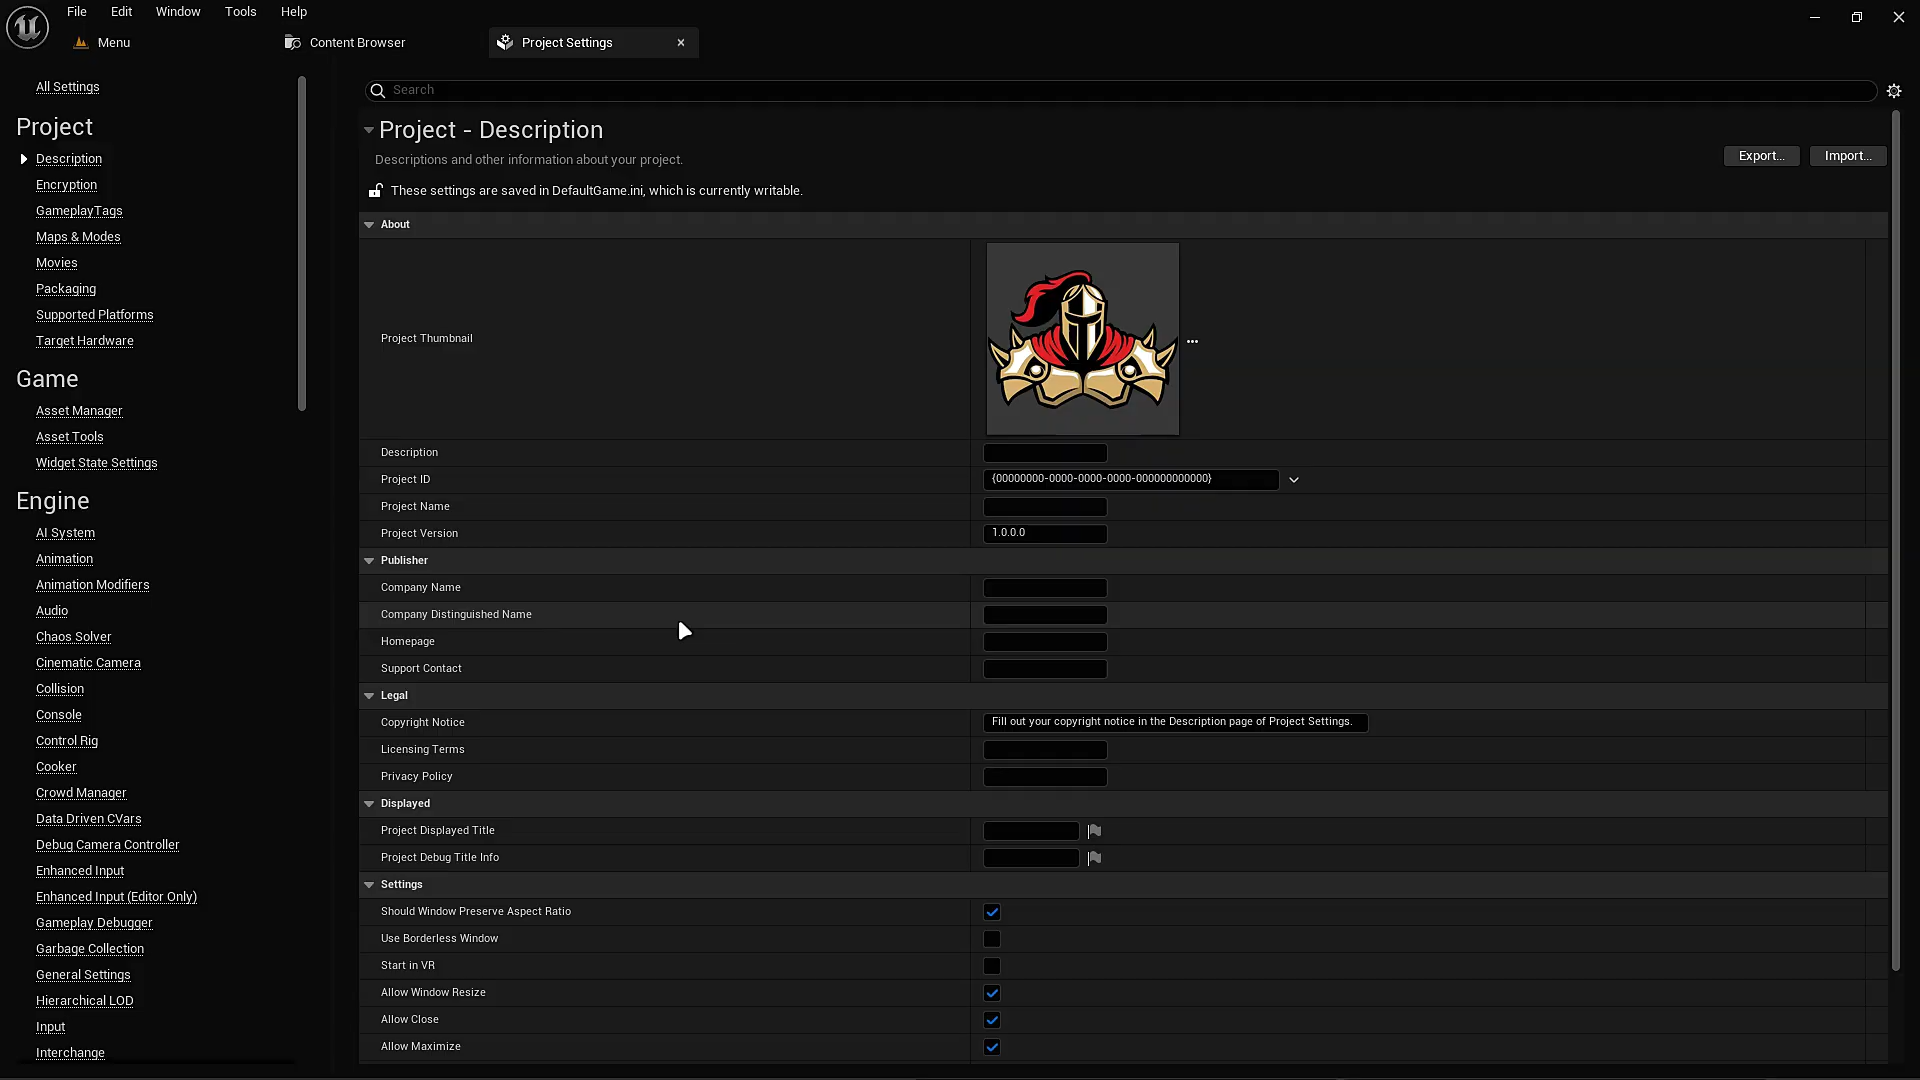 File Edit Window Tools Help
Menu Content Browser Project Settings
All Settings
Project
Description
Encryption
GameplayTags
Maps & Modes
Movies
Packaging
Supported Platforms
Target Hardware
Game
Asset Manager
Asset Tools
Widget State Settings
Engine
AI System
Animation
Animation Modifiers
Audio
Chaos Solver
Cinematic Camera
Collision
Console
Control Rig
Cooker
Crowd Manager
Data Driven CVars
Debug Camera Controller
Enhanced Input
Enhanced Input (Editor Only)
Gameplay Debugger
Garbage Collection
General Settings
Hierarchical LOD
Input
Interchange
Search
Project - Description
Descriptions and other information about your project.
Export... Import...
These settings are saved in DefaultGame.ini, which is currently writable.
About
Project Thumbnail
Description
Project ID {00000000-0000-0000-0000-000000000000}
Project Name
Project Version 1.0.0.0
Publisher
Company Name
Company Distinguished Name
Homepage
Support Contact
Legal
Copyright Notice Fill out your copyright notice in the Description page of Project Settings.
Licensing Terms
Privacy Policy
Displayed
Project Displayed Title
Project Debug Title Info
Settings
Should Window Preserve Aspect Ratio
Use Borderless Window
Start in VR
Allow Window Resize
Allow Close
Allow Maximize